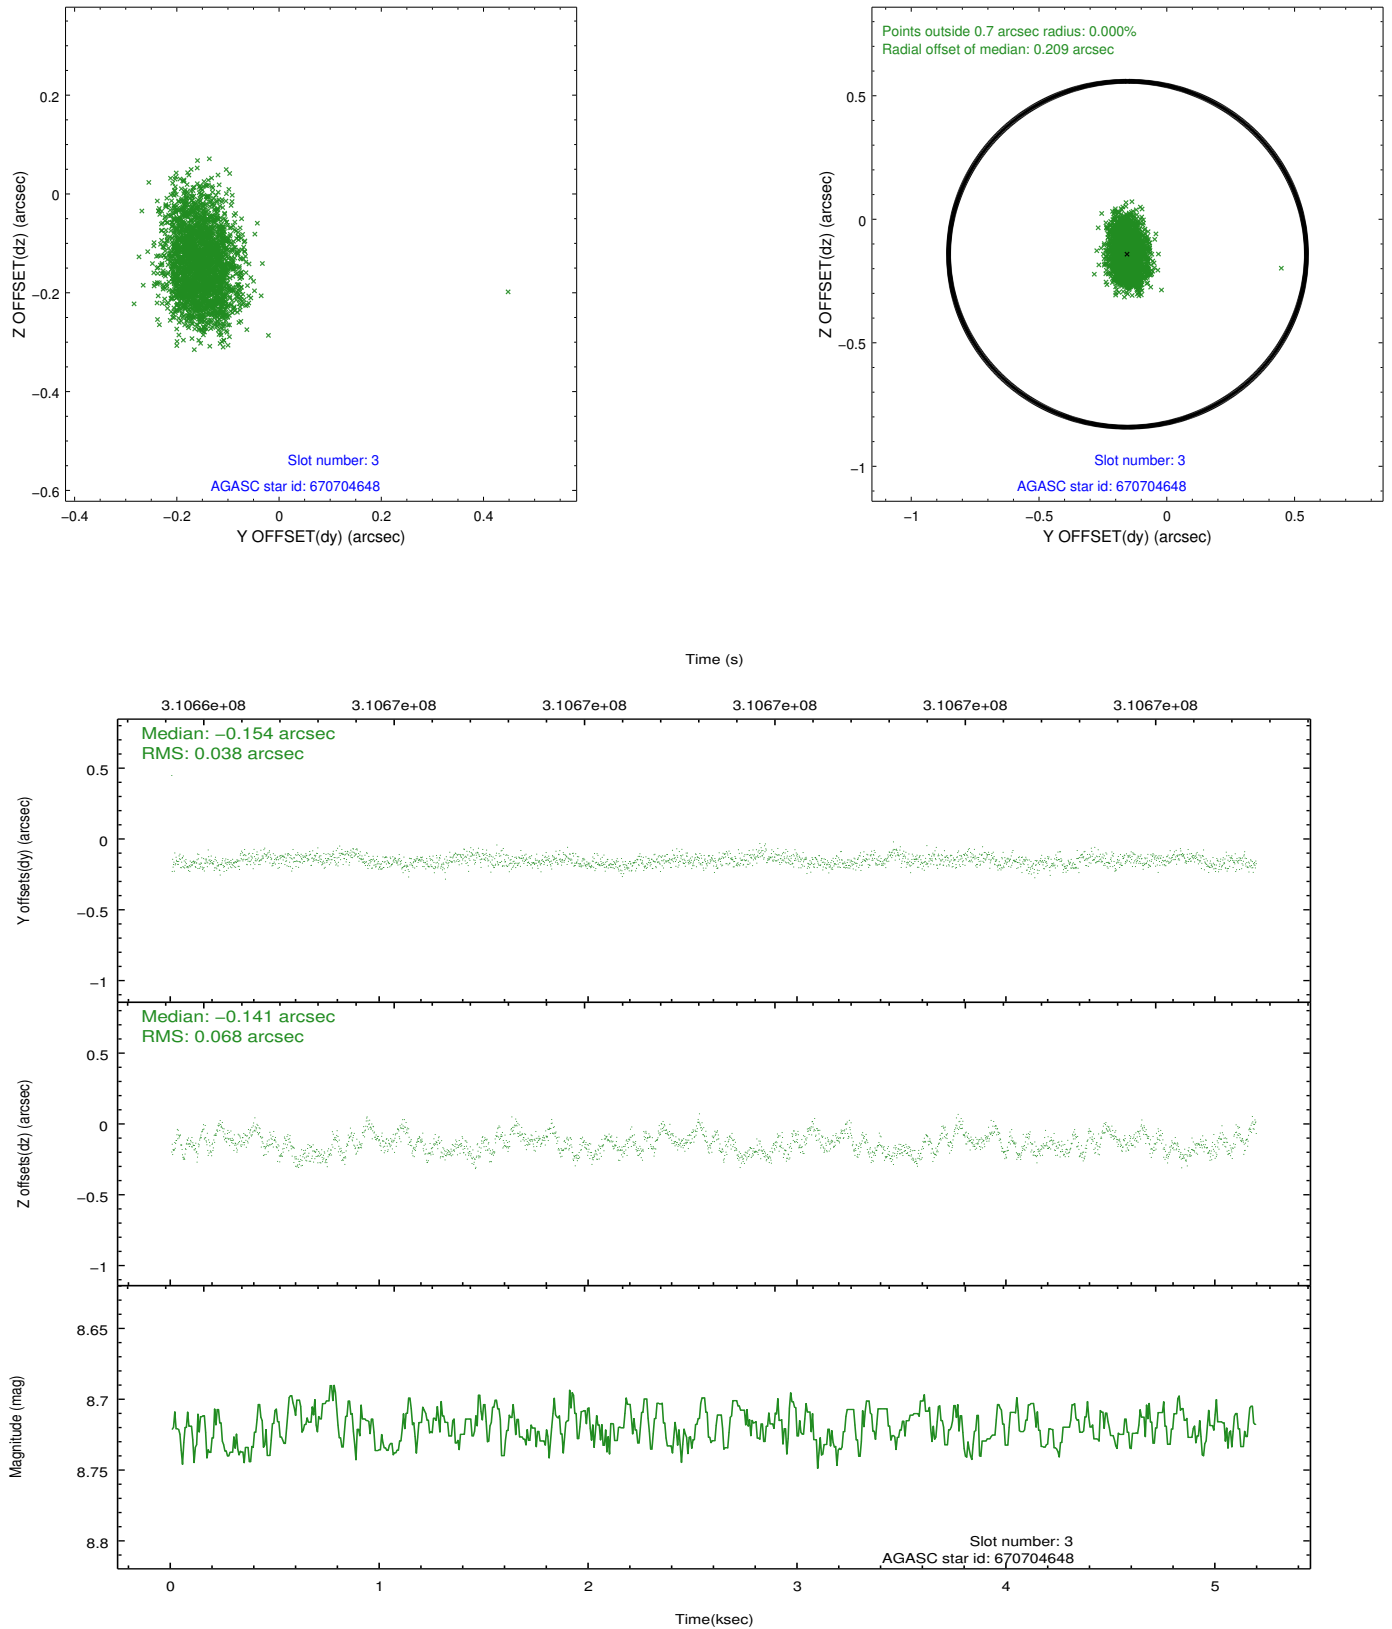 0.2
0
−0.2
−0.4
−0.6
Z OFFSET(dz) (arcsec)
Slot number: 3
AGASC star id: 670704648
−0.4
−0.2
0
0.2
0.4
Y OFFSET(dy) (arcsec)
Points outside 0.7 arcsec radius: 0.000%
Radial offset of median: 0.209 arcsec
0.5
0
−0.5
−1
Z OFFSET(dz) (arcsec)
Slot number: 3
AGASC star id: 670704648
−1
−0.5
0
0.5
Y OFFSET(dy) (arcsec)
Time (s)
3.1066e+08
3.1067e+08
3.1067e+08
3.1067e+08
3.1067e+08
3.1067e+08
Median: −0.154 arcsec
RMS: 0.038 arcsec
0.5
0
−0.5
−1
Y offsets(dy) (arcsec)
Median: −0.141 arcsec
RMS: 0.068 arcsec
0.5
0
−0.5
−1
Z offsets(dz) (arcsec)
8.65
8.7
8.75
8.8
Magnitude (mag)
Slot number: 3
AGASC star id: 670704648
0
1
2
3
4
5
Time(ksec)